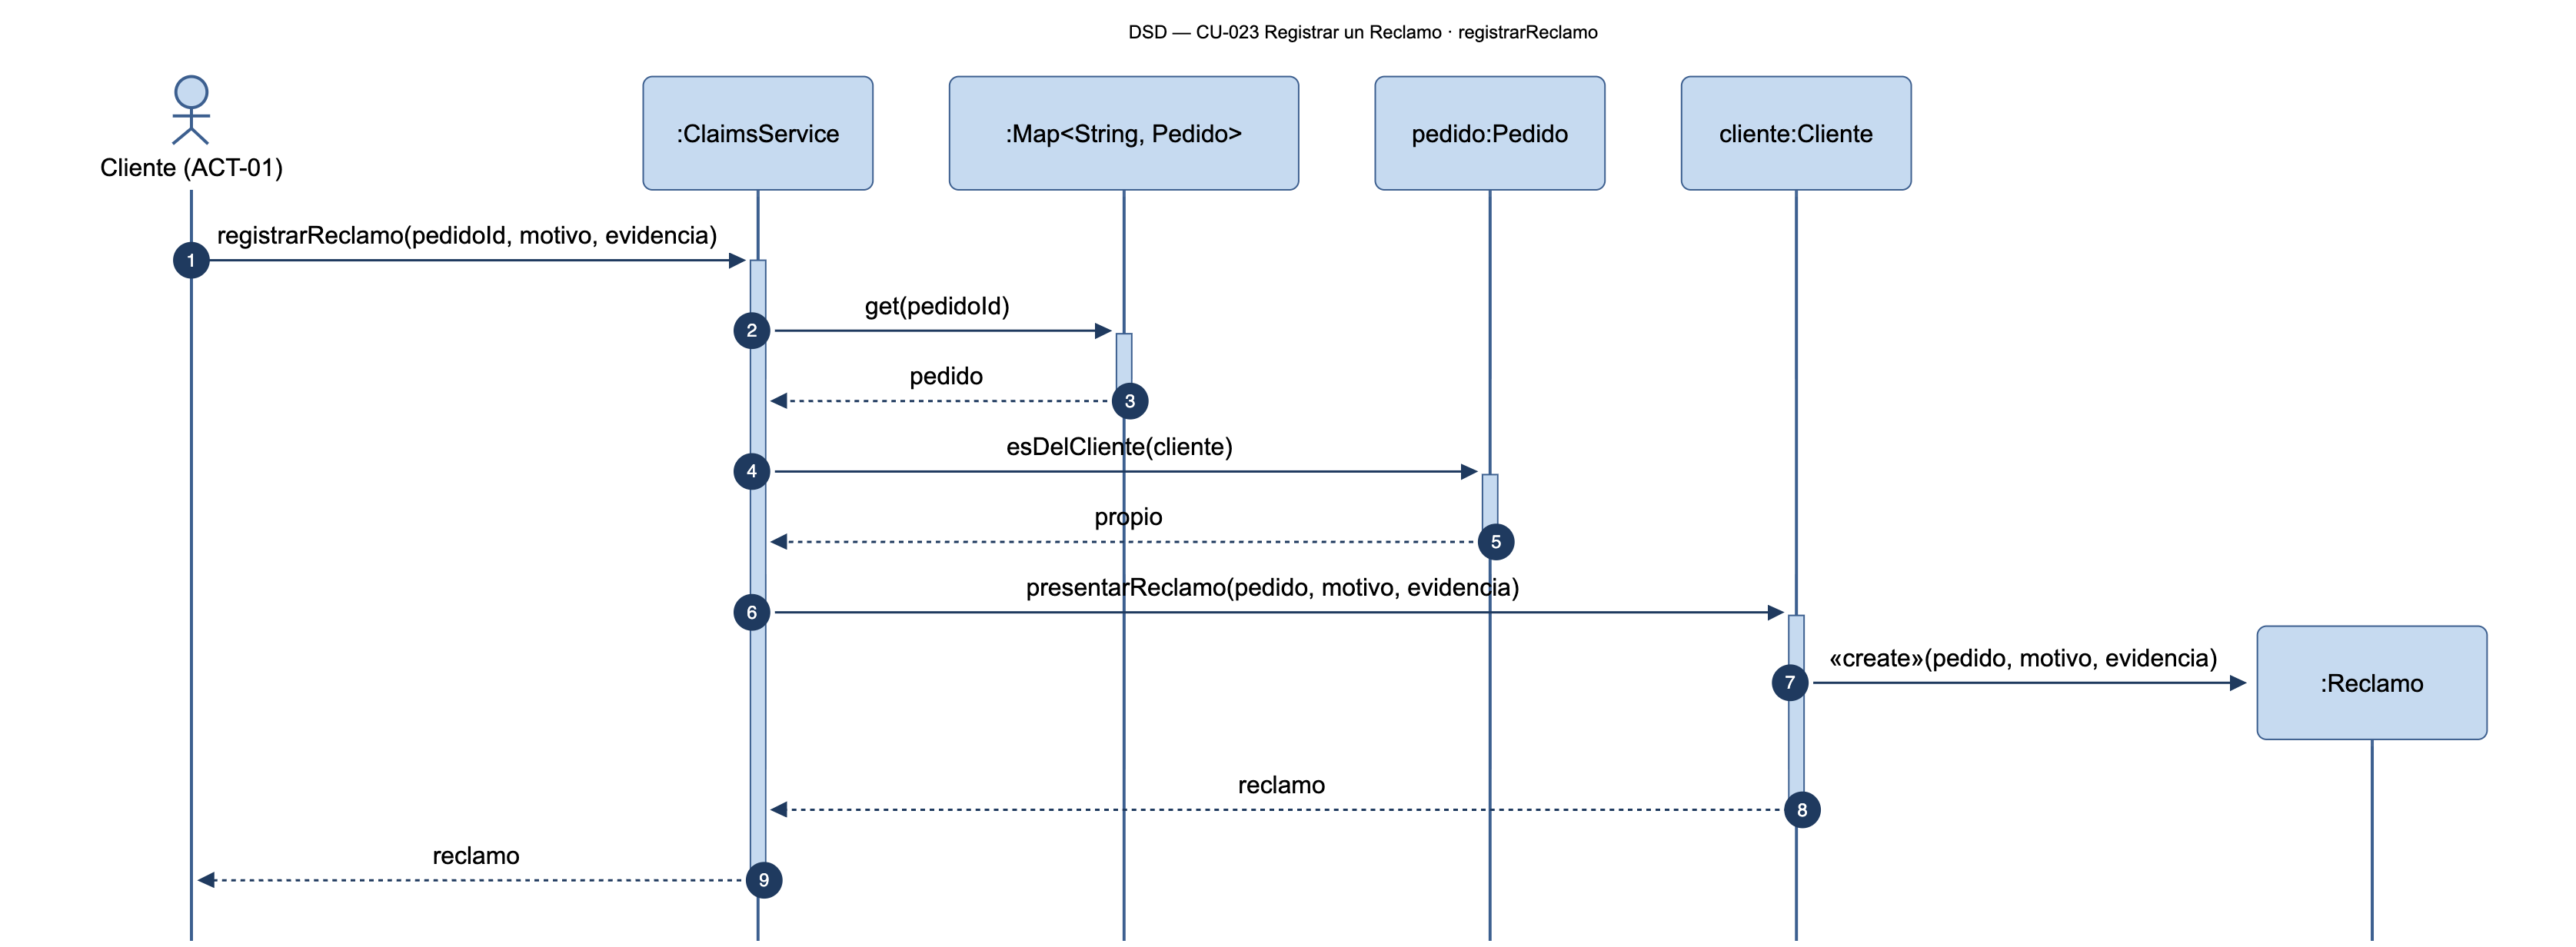 DSD — CU-023 Registrar un Reclamo · registrarReclamo
Cliente (ACT-01)
:ClaimsService
:Map<String, Pedido>
pedido:Pedido
cliente:Cliente
registrarReclamo(pedidoId, motivo, evidencia)
1
get(pedidoId)
2
pedido
3
esDelCliente(cliente)
4
propio
5
presentarReclamo(pedido, motivo, evidencia)
6
«create»(pedido, motivo, evidencia)
7
:Reclamo
reclamo
8
reclamo
9